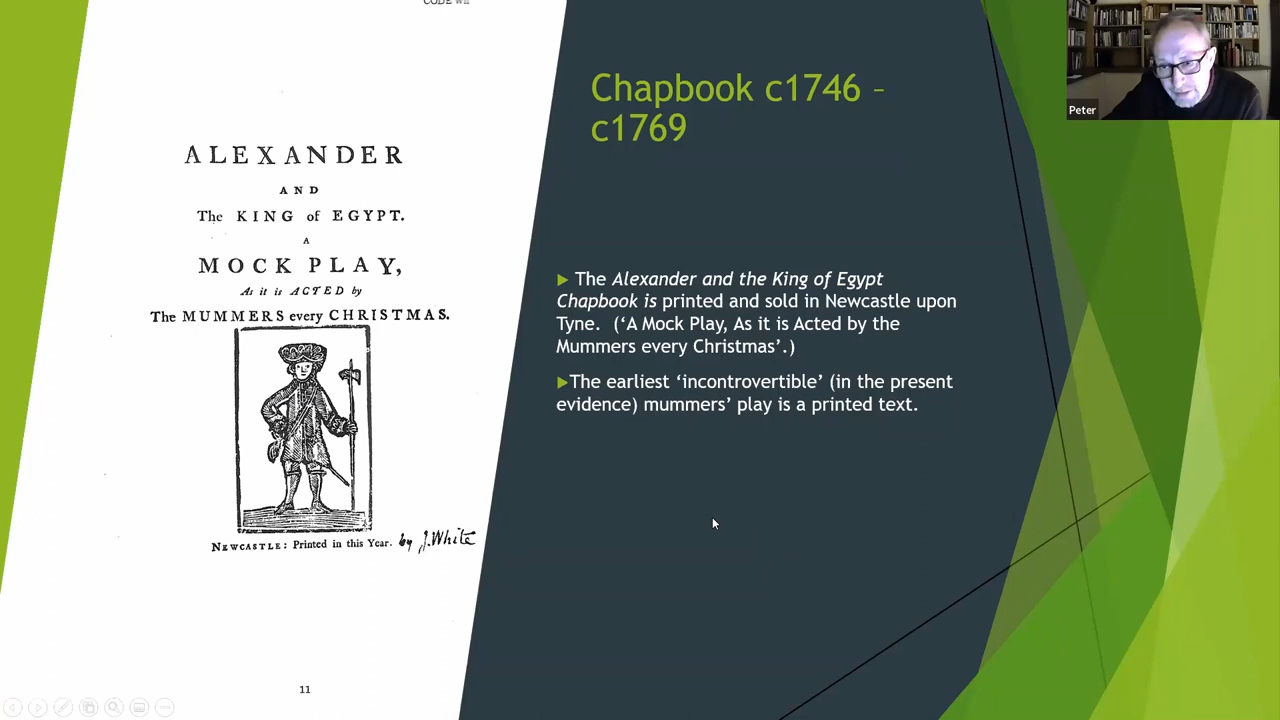 CODE
ALEXANDER
AND
The KING of EGYPT.
A
MOCK PLAY,
As it is ACTED by
The MUMMERS every CHRISTMAS.
NEWCASTLE: Printed in this Year. by J. White
11
Chapbook c1746 –
c1769
The Alexander and the King of Egypt
Chapbook is printed and sold in Newcastle upon
Tyne. (‘A Mock Play, As it is Acted by the
Mummers every Christmas’.)
The earliest ‘incontrovertible’ (in the present
evidence) mummers’ play is a printed text.
Peter